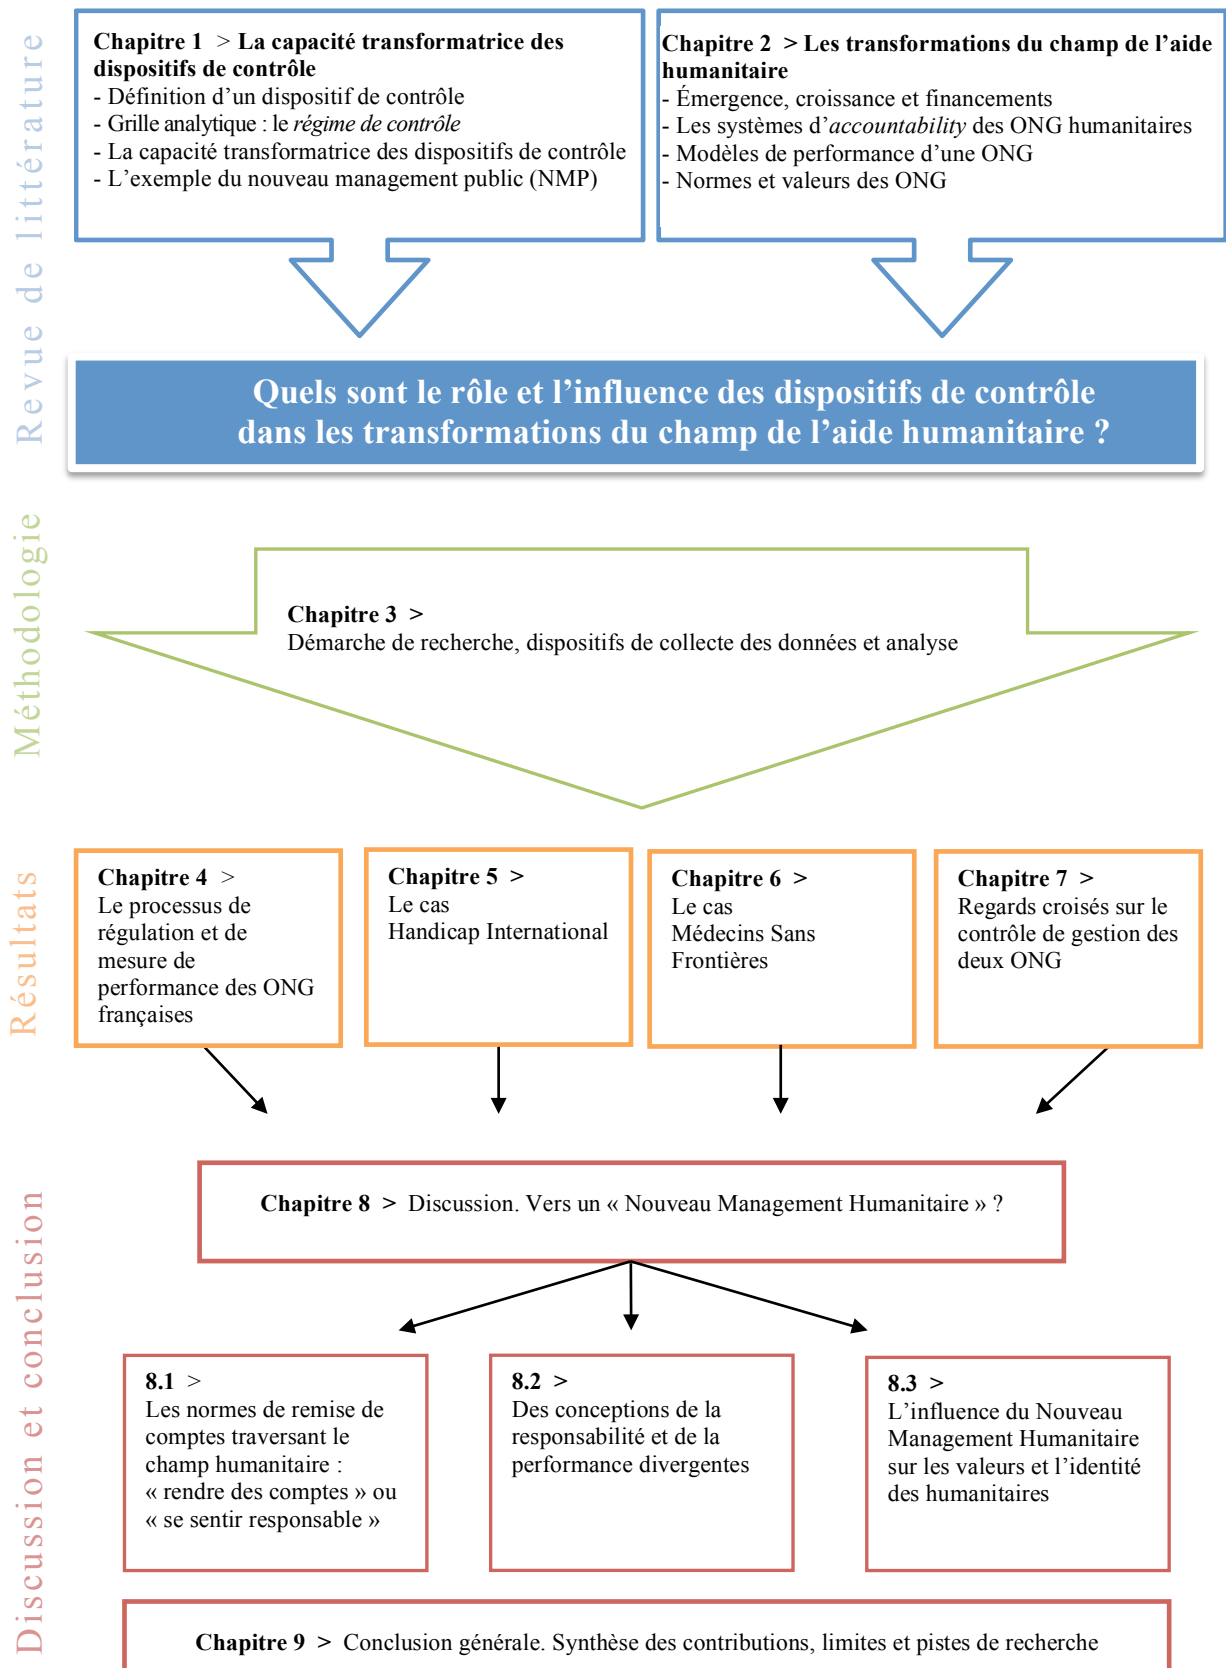 Revue de littérature
Chapitre 1 > La capacité transformatrice des
dispositifs de contrôle
- Définition d’un dispositif de contrôle
- Grille analytique : le régime de contrôle
- La capacité transformatrice des dispositifs de contrôle
- L’exemple du nouveau management public (NMP)
Chapitre 2 > Les transformations du champ de l’aide
humanitaire
- Émergence, croissance et financements
- Les systèmes d’accountability des ONG humanitaires
- Modèles de performance d’une ONG
- Normes et valeurs des ONG
Quels sont le rôle et l’influence des dispositifs de contrôle
dans les transformations du champ de l’aide humanitaire ?
Méthodologie
Chapitre 3 >
Démarche de recherche, dispositifs de collecte des données et analyse
Résultats
Chapitre 4 >
Le processus de
régulation et de
mesure de
performance des ONG
françaises
Chapitre 5 >
Le cas
Handicap International
Chapitre 6 >
Le cas
Médecins Sans
Frontières
Chapitre 7 >
Regards croisés sur le
contrôle de gestion des
deux ONG
Discussion et conclusion
Chapitre 8 > Discussion. Vers un « Nouveau Management Humanitaire » ?
8.1 >
Les normes de remise de
comptes traversant le
champ humanitaire :
« rendre des comptes » ou
« se sentir responsable »
8.2 >
Des conceptions de la
responsabilité et de la
performance divergentes
8.3 >
L’influence du Nouveau
Management Humanitaire
sur les valeurs et l’identité
des humanitaires
Chapitre 9 > Conclusion générale. Synthèse des contributions, limites et pistes de recherche